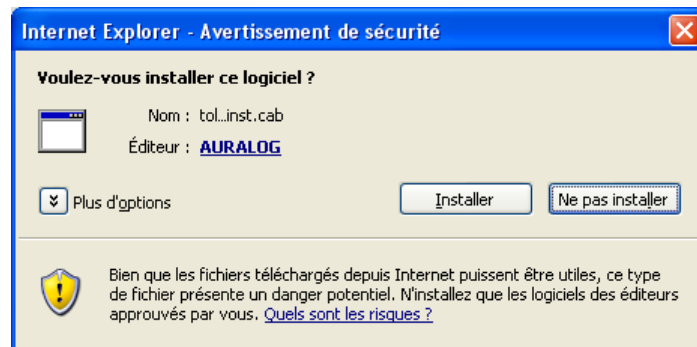 Internet Explorer - Avertissement de sécurité
Voulez-vous installer ce logiciel ?
Nom : tol...inst.cab
Éditeur : AURALOG
Plus d'options
Installer
Ne pas installer
Bien que les fichiers téléchargés depuis Internet puissent être utiles, ce type
de fichier présente un danger potentiel. N'installez que les logiciels des éditeurs
approuvés par vous. Quels sont les risques ?